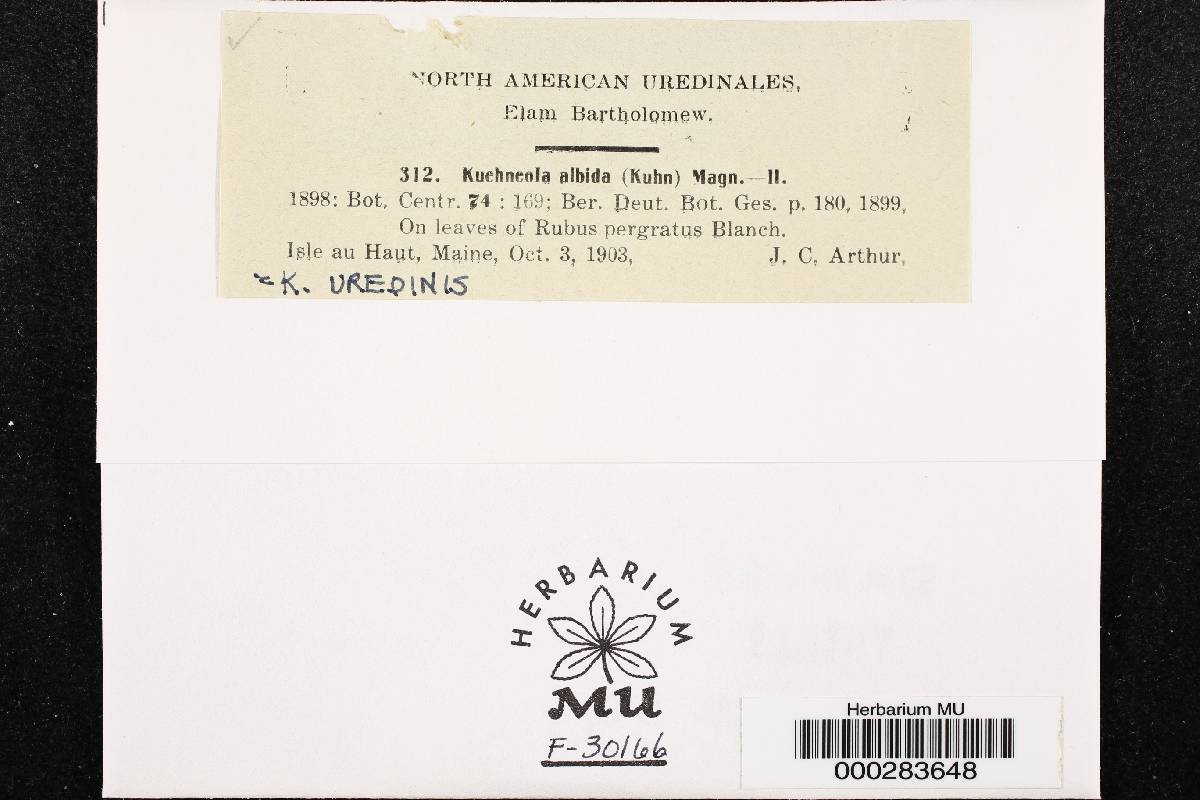 NORTH AMERICAN UREDINALES,
Elam Bartholomew.
312. Kuehneola albida (Kuhn) Magn.—II.
1898: Bot. Centr. 74 : 169; Ber. Deut. Bot. Ges. p. 180, 1899,
On leaves of Rubus pergratus Blanch.
Isle au Haut, Maine, Oct. 3, 1903, J. C. Arthur,
= K. UREDINIS
HERBARIUM
MU
F-30166
Herbarium MU
000283648